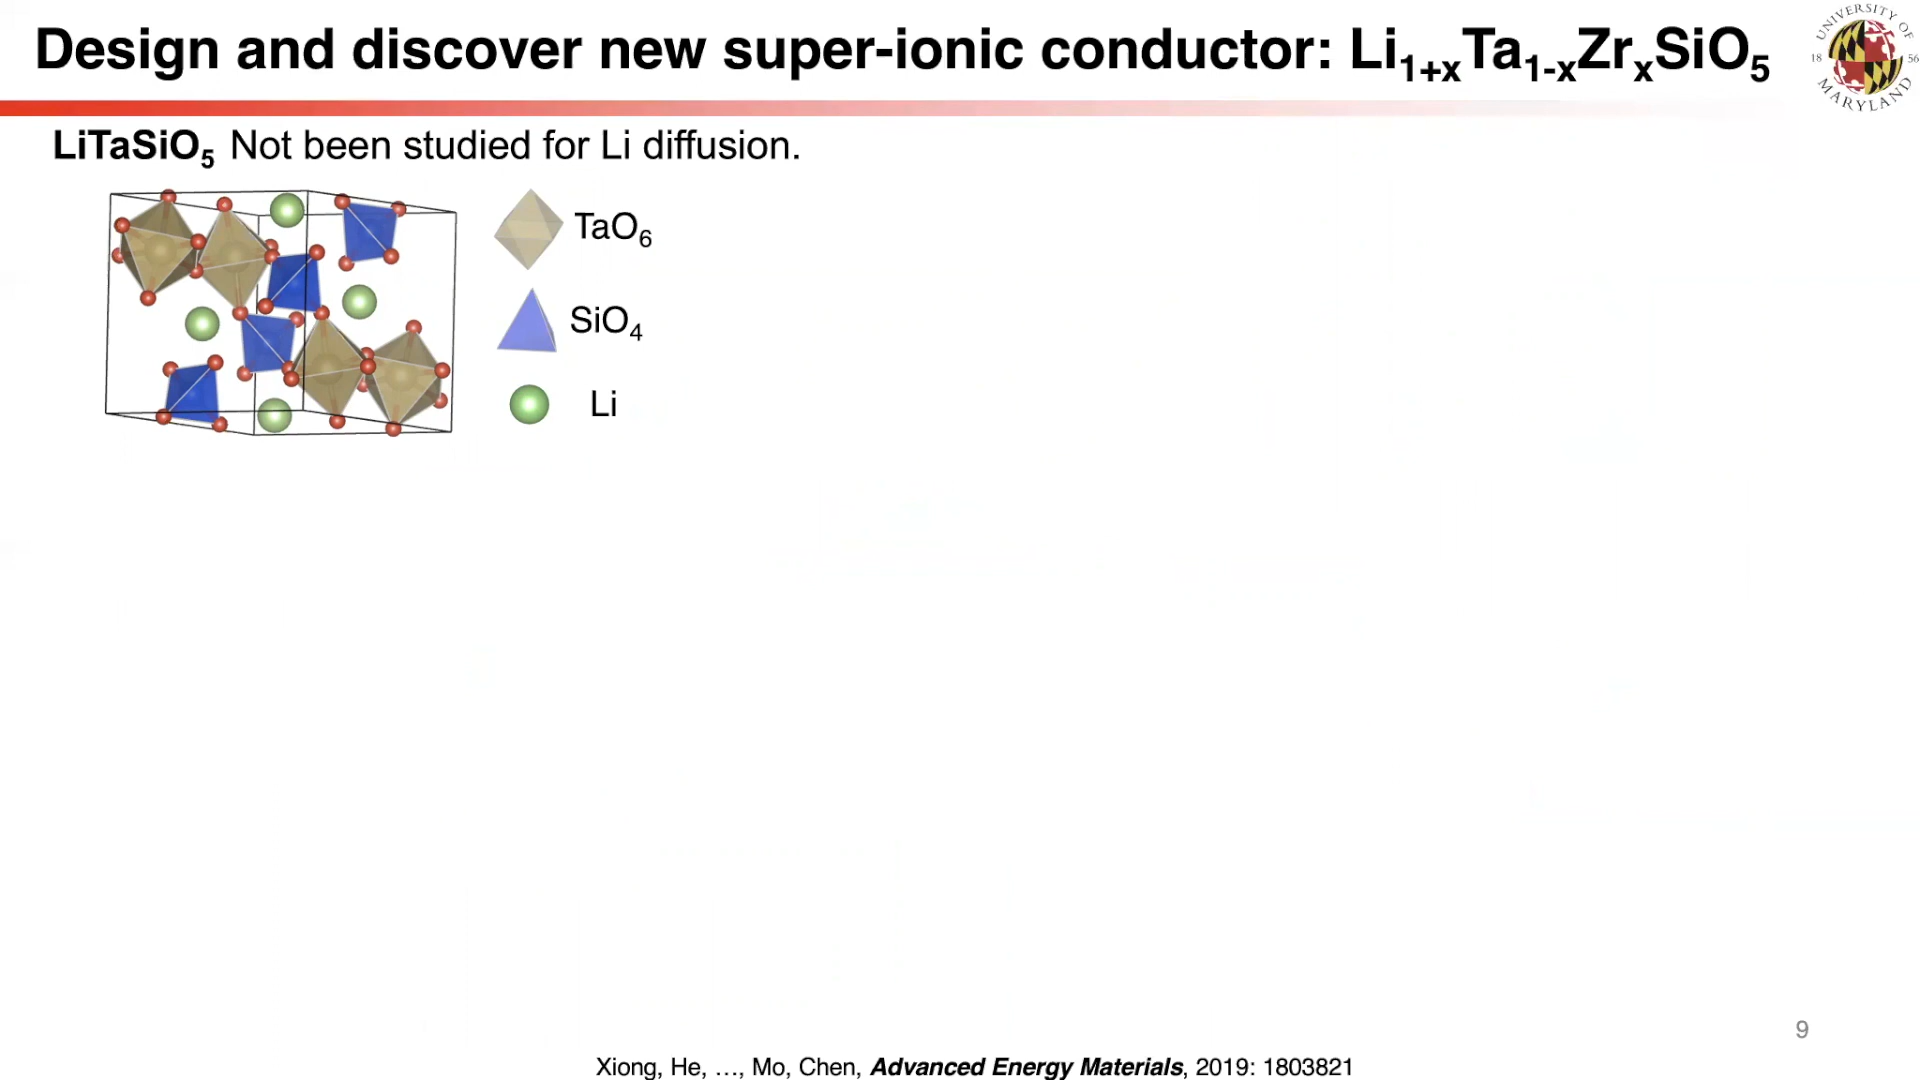 Design and discover new super-ionic conductor: Li₁₊ₓTa₁₋ₓZrₓSiO₅
UNIVERSITY OF
18 56
MARYLAND
LiTaSiO₅ Not been studied for Li diffusion.
TaO₆
SiO₄
Li
9
Xiong, He, …, Mo, Chen, Advanced Energy Materials, 2019: 1803821